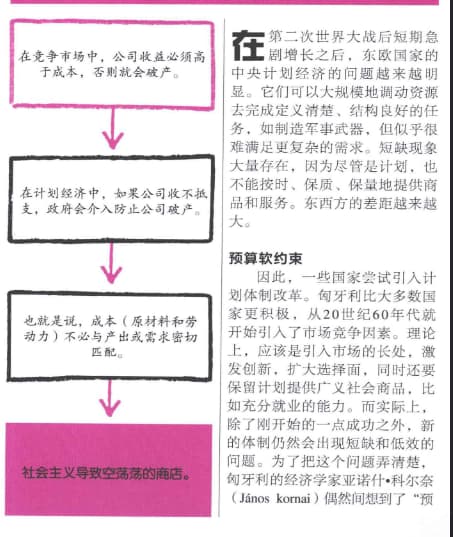 在竞争市场中，公司收益必须高
于成本，否则就会破产。
在计划经济中，如果公司收不抵
支，政府会介入防止公司破产。
也就是说，成本（原材料和劳
动力）不必与产出或需求密切
匹配。
社会主义导致空荡荡的商店。
在第二次世界大战后短期急
剧增长之后，东欧国家的
中央计划经济的问题越来越明
显。它们可以大规模地调动资源
去完成定义清楚、结构良好的任
务，如制造军事武器，但似乎很
难满足更复杂的需求。短缺现象
大量存在，因为尽管是计划，也
不能按时、保质、保量地提供商
品和服务。东西方的差距越来越
大。
预算软约束
因此，一些国家尝试引入计
划体制改革。匈牙利比大多数国
家更积极，从20世纪60年代就
开始引入了市场竞争因素。理论
上，应该是引入市场的长处，激
发创新，扩大选择面，同时还要
保留计划提供广义社会商品，比
如充分就业的能力。而实际上，
除了刚开始的一点成功之外，新
的体制仍然会出现短缺和低效的
问题。为了把这个问题弄清楚，
匈牙利的经济学家亚诺什•科尔奈
（János kornai）偶然间想到了“预